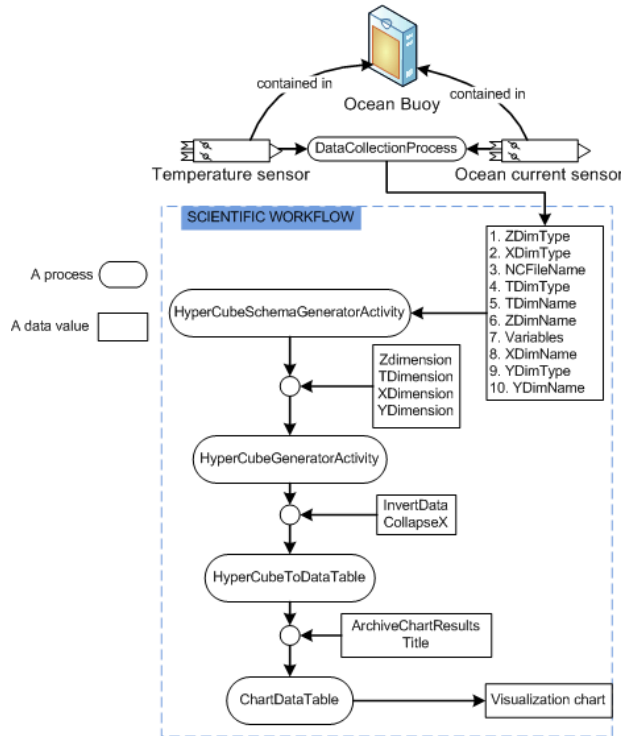 contained in
contained in
Ocean Buoy
DataCollectionProcess
Temperature sensor
Ocean current sensor
SCIENTIFIC WORKFLOW
1. ZDimType
2. XDimType
3. NCFileName
4. TDimType
5. TDimName
6. ZDimName
7. Variables
8. XDimName
9. YDimType
10. YDimName
A process
A data value
HyperCubeSchemaGeneratorActivity
Zdimension
TDimension
XDimension
YDimension
HyperCubeGeneratorActivity
InvertData
CollapseX
HyperCubeToDataTable
ArchiveChartResults
Title
ChartDataTable
Visualization chart